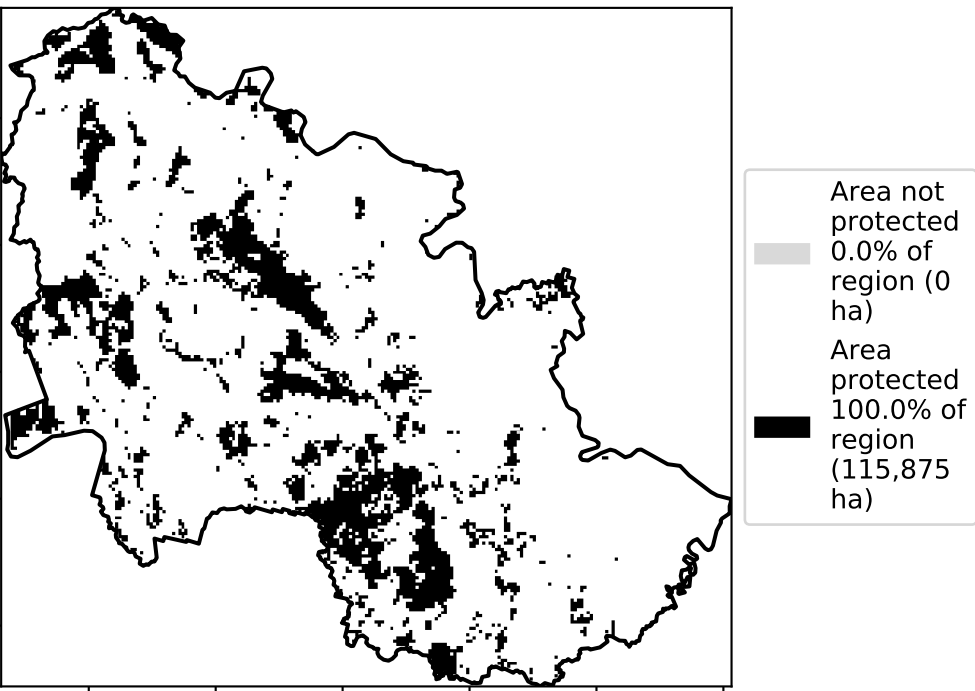 Area not
protected
0.0% of
region (0
ha)
Area
protected
100.0% of
region
(115,875
ha)